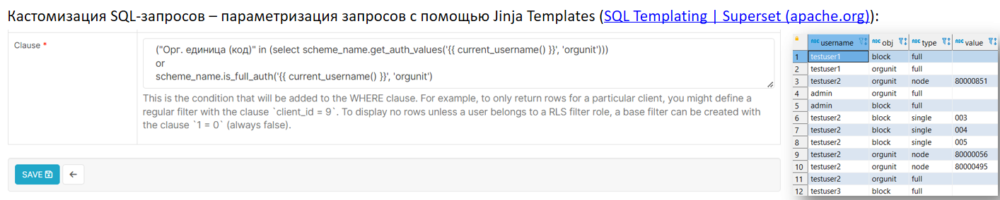 Кастомизация SQL-запросов – параметризация запросов с помощью Jinja Templates (SQL Templating | Superset (apache.org)):
Clause *
("Орг. единица (код)" in (select scheme_name.get_auth_values('{{ current_username() }}', 'orgunit')))
or
scheme_name.is_full_auth('{{ current_username() }}', 'orgunit')
This is the condition that will be added to the WHERE clause. For example, to only return rows for a particular client, you might define a
regular filter with the clause `client_id = 9`. To display no rows unless a user belongs to a RLS filter role, a base filter can be created with
the clause `1 = 0` (always false).
SAVE
ABC username ABC obj ABC type ABC value
1 testuser1 block full
2 testuser1 orgunit full
3 testuser2 orgunit node 80000851
4 admin orgunit full
5 admin block full
6 testuser2 block single 003
7 testuser2 block single 004
8 testuser2 block single 005
9 testuser2 orgunit node 80000056
10 testuser2 orgunit node 80000495
11 testuser2 orgunit full
12 testuser3 block full